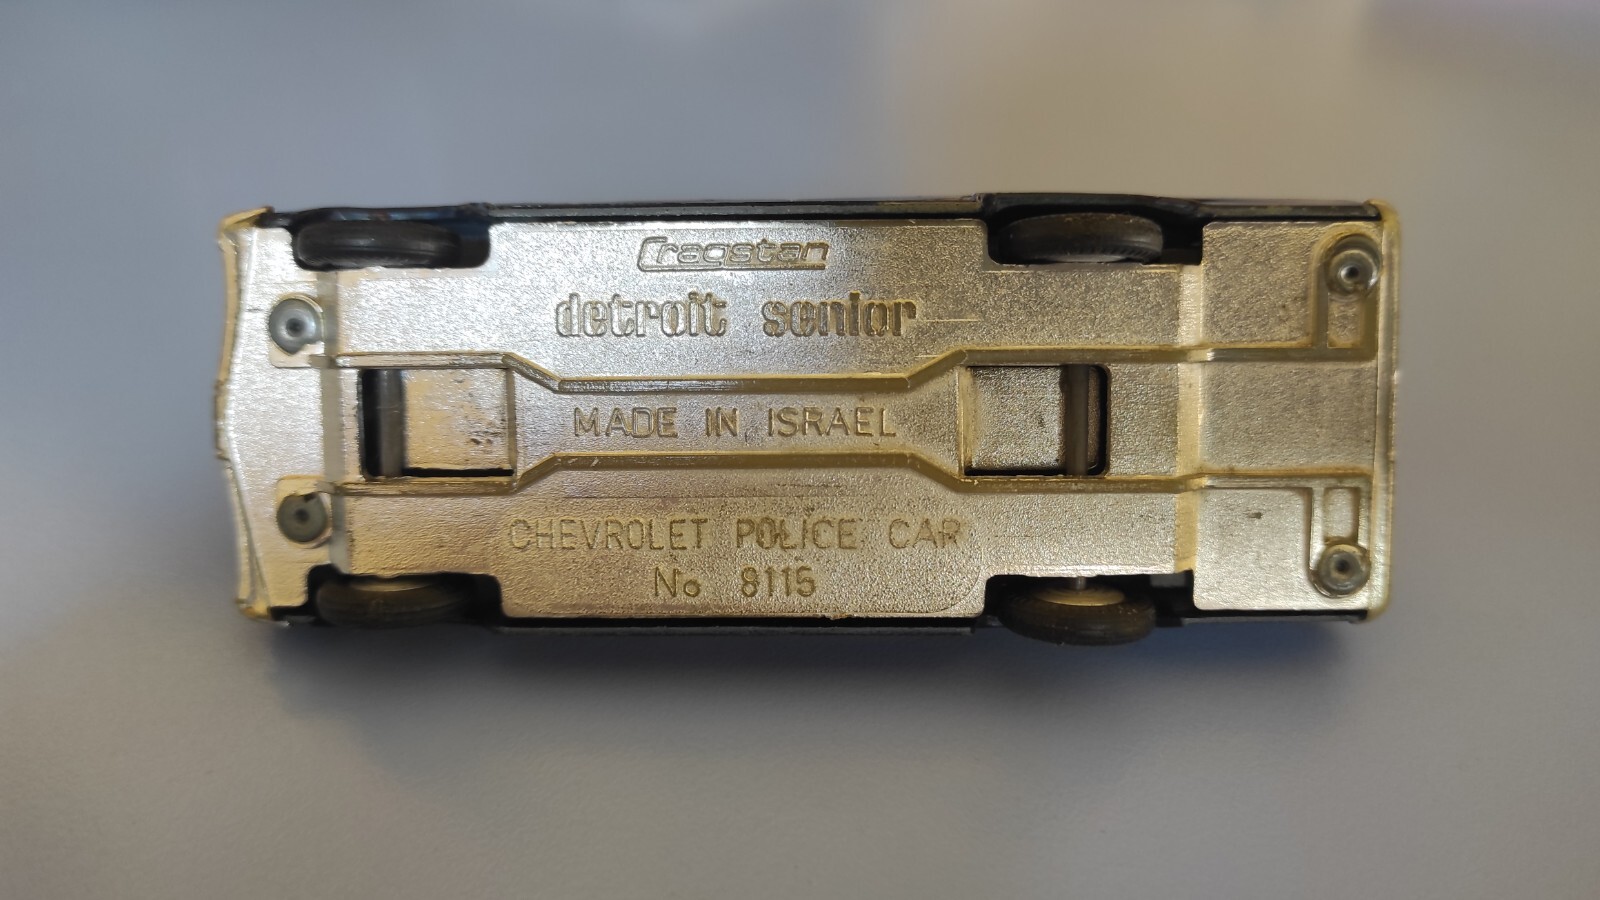 Cragstan
detroit senior
MADE IN ISRAEL
CHEVROLET POLICE CAR
No 8115